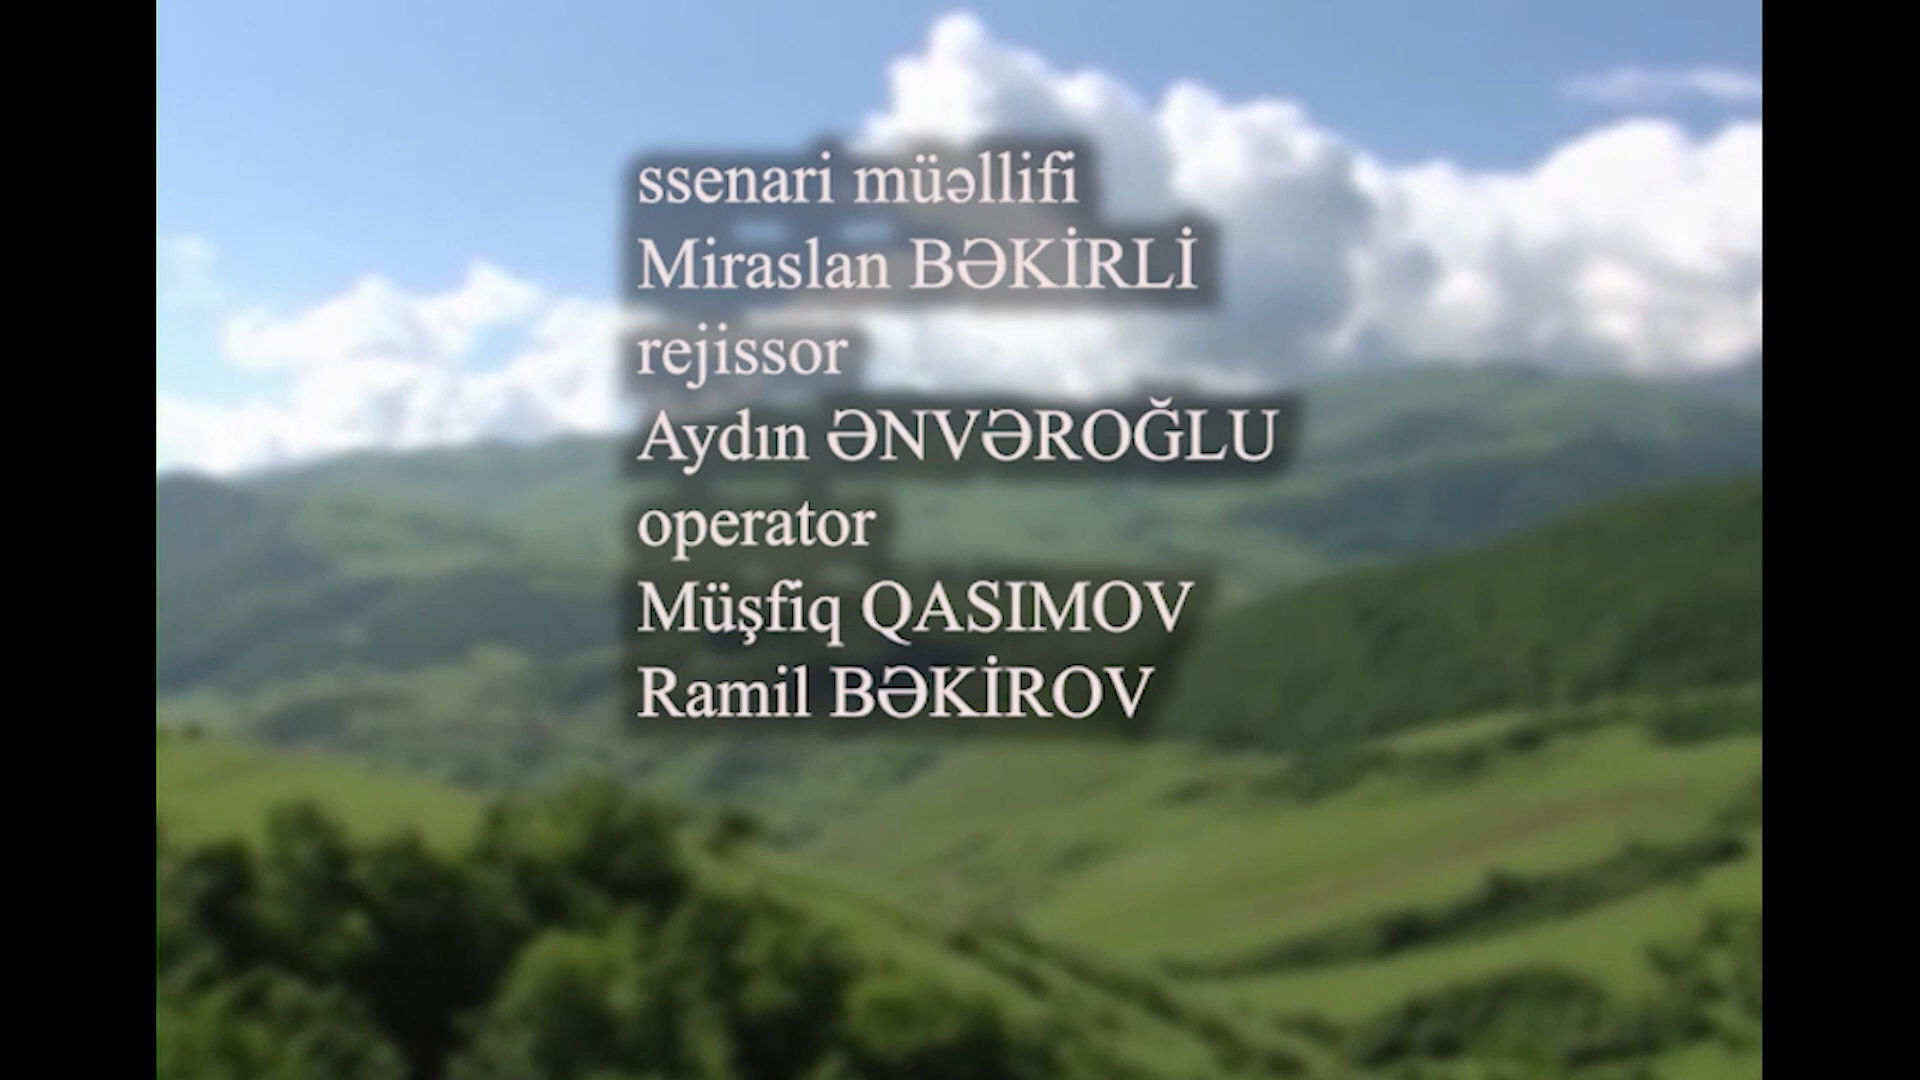 ssenari müəllifi
Miraslan BƏKİRLİ
rejissor
Aydın ƏNVƏROĞLU
operator
Müşfiq QASIMOV
Ramil BƏKİROV